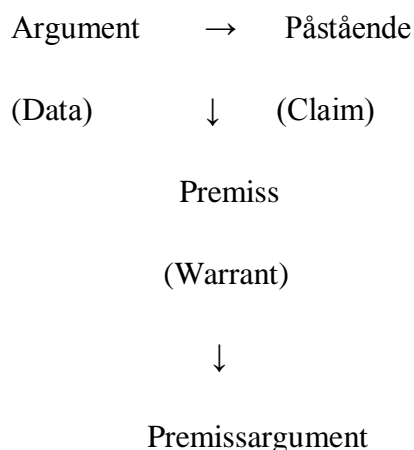 Argument → Påstående
(Data) ↓ (Claim)
Premiss
(Warrant)
↓
Premissargument